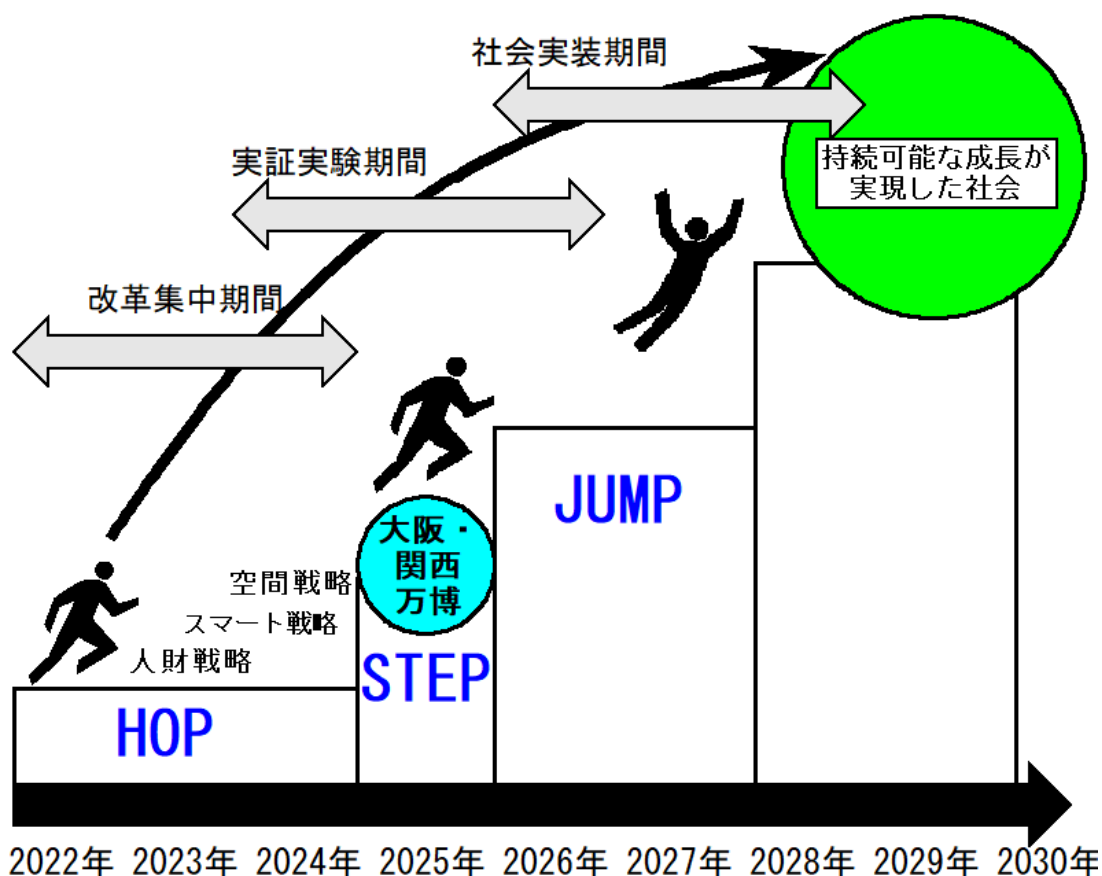 社会実装期間
実証実験期間
持続可能な成長が
実現した社会
改革集中期間
JUMP
大阪・
関西
万博
空間戦略
スマート戦略
人財戦略
STEP
HOP
2022年 2023年 2024年 2025年 2026年 2027年 2028年 2029年 2030年